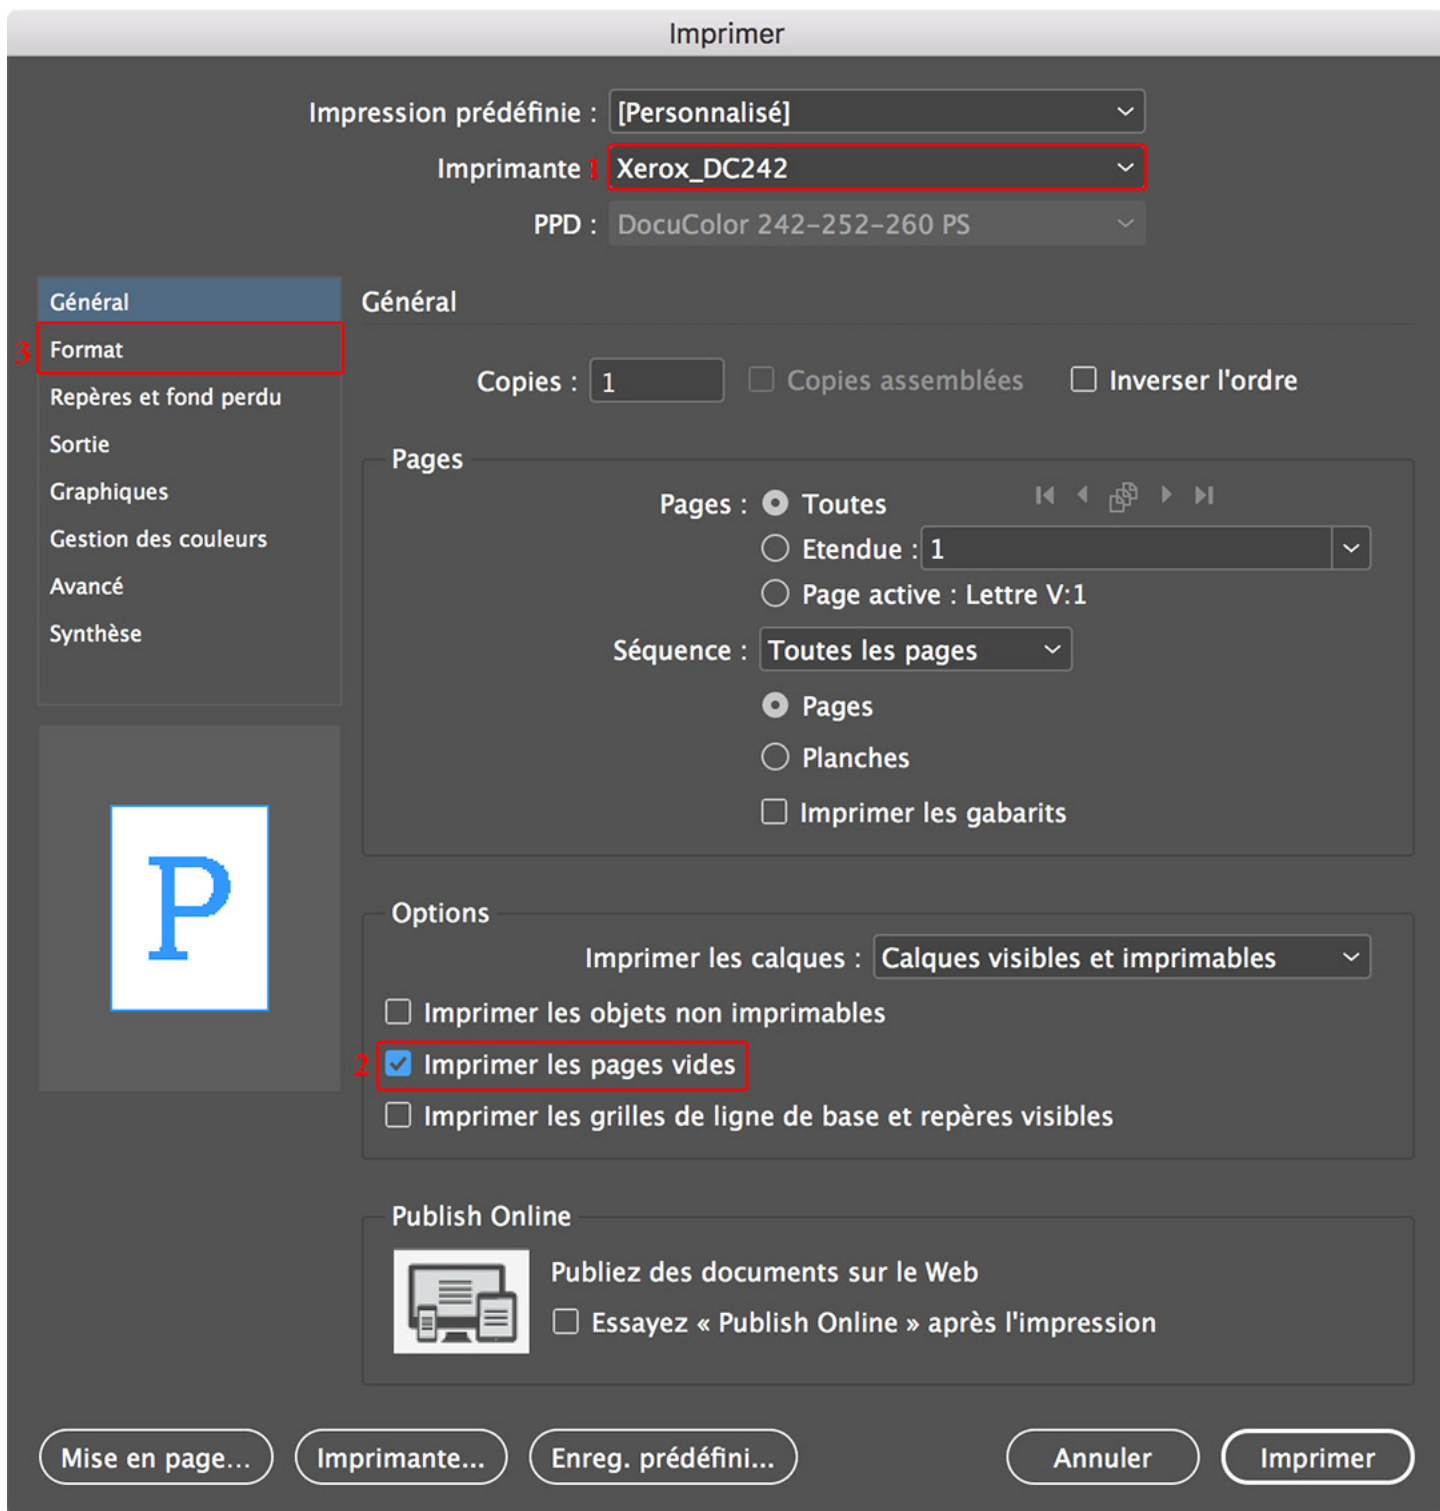 Imprimer
Impression prédéfinie : [Personnalisé]
Imprimante 1 Xerox_DC242
PPD : DocuColor 242-252-260 PS
Général
3 Format
Repères et fond perdu
Sortie
Graphiques
Gestion des couleurs
Avancé
Synthèse
P
Général
Copies : 1 Copies assemblées Inverser l'ordre
Pages
Pages : Toutes
Etendue : 1
Page active : Lettre V:1
Séquence : Toutes les pages
Pages
Planches
Imprimer les gabarits
Options
Imprimer les calques : Calques visibles et imprimables
Imprimer les objets non imprimables
2 Imprimer les pages vides
Imprimer les grilles de ligne de base et repères visibles
Publish Online
Publiez des documents sur le Web
Essayez « Publish Online » après l'impression
Mise en page... Imprimante... Enreg. prédéfini... Annuler Imprimer